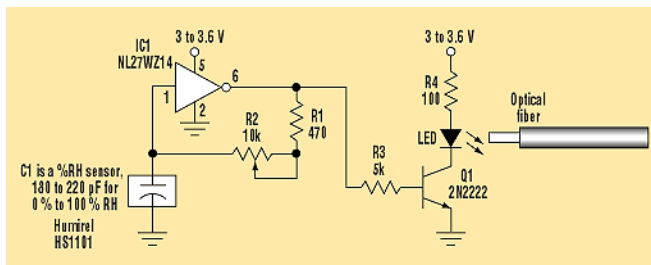 IC1
NL27WZ14
3 to 3.6 V
5
6
1
2
R2
10k
R1
470
C1 is a %RH sensor,
180 to 220 pF for
0 % to 100 % RH
Humirel
HS1101
3 to 3.6 V
R4
100
LED
Optical
fiber
R3
5k
Q1
2N2222